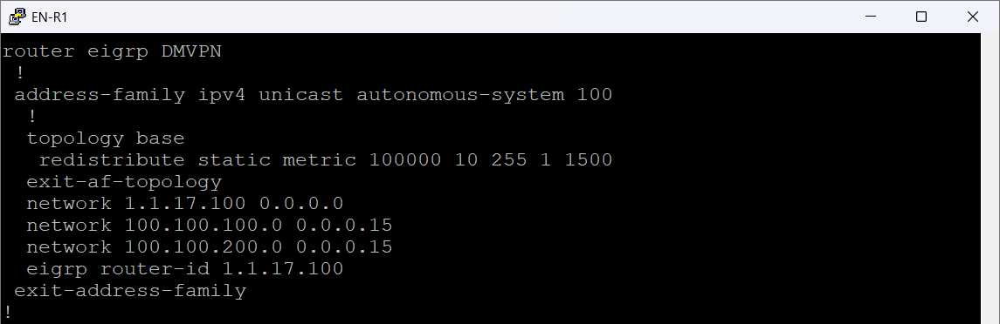 EN-R1
router eigrp DMVPN
!
address-family ipv4 unicast autonomous-system 100
!
topology base
redistribute static metric 100000 10 255 1 1500
exit-af-topology
network 1.1.17.100 0.0.0.0
network 100.100.100.0 0.0.0.15
network 100.100.200.0 0.0.0.15
eigrp router-id 1.1.17.100
exit-address-family
!